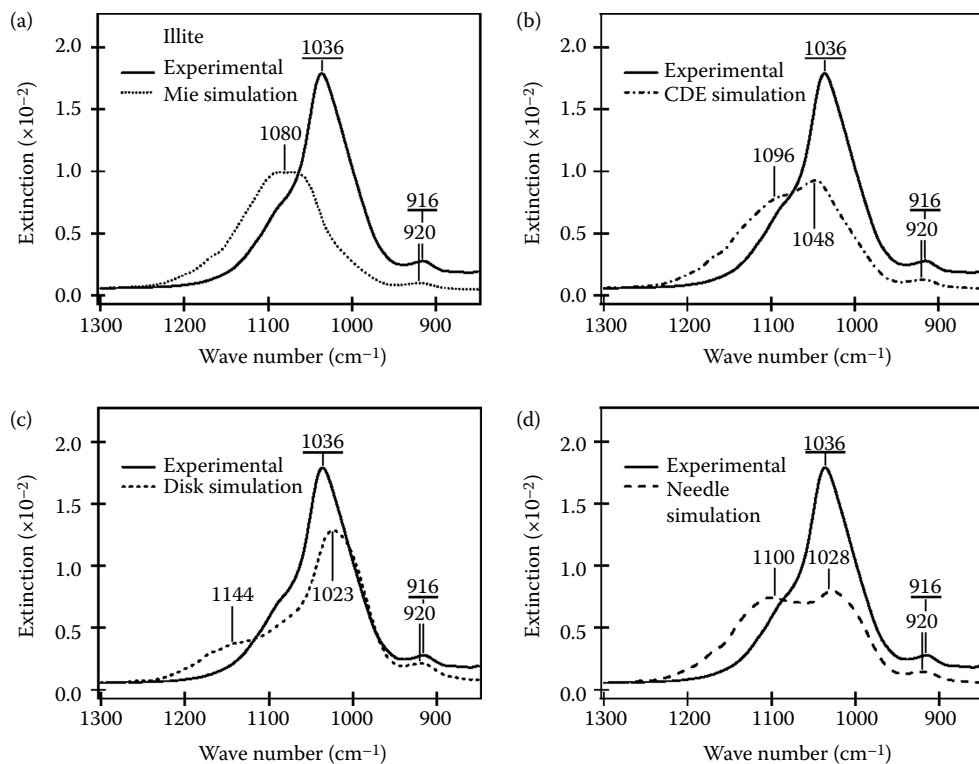 (a)
Illite
Experimental
Mie simulation
1036
1080
916
920
2.0
1.5
1.0
0.5
0.0
Extinction (×10−2)
1300 1200 1100 1000 900
Wave number (cm−1)
(b)
Experimental
CDE simulation
1036
1096
1048
916
920
2.0
1.5
1.0
0.5
0.0
Extinction (×10−2)
1300 1200 1100 1000 900
Wave number (cm−1)
(c)
Experimental
Disk simulation
1036
1144
1023
916
920
2.0
1.5
1.0
0.5
0.0
Extinction (×10−2)
1300 1200 1100 1000 900
Wave number (cm−1)
(d)
Experimental
Needle
simulation
1036
1100 1028
916
920
2.0
1.5
1.0
0.5
0.0
Extinction (×10−2)
1300 1200 1100 1000 900
Wave number (cm−1)